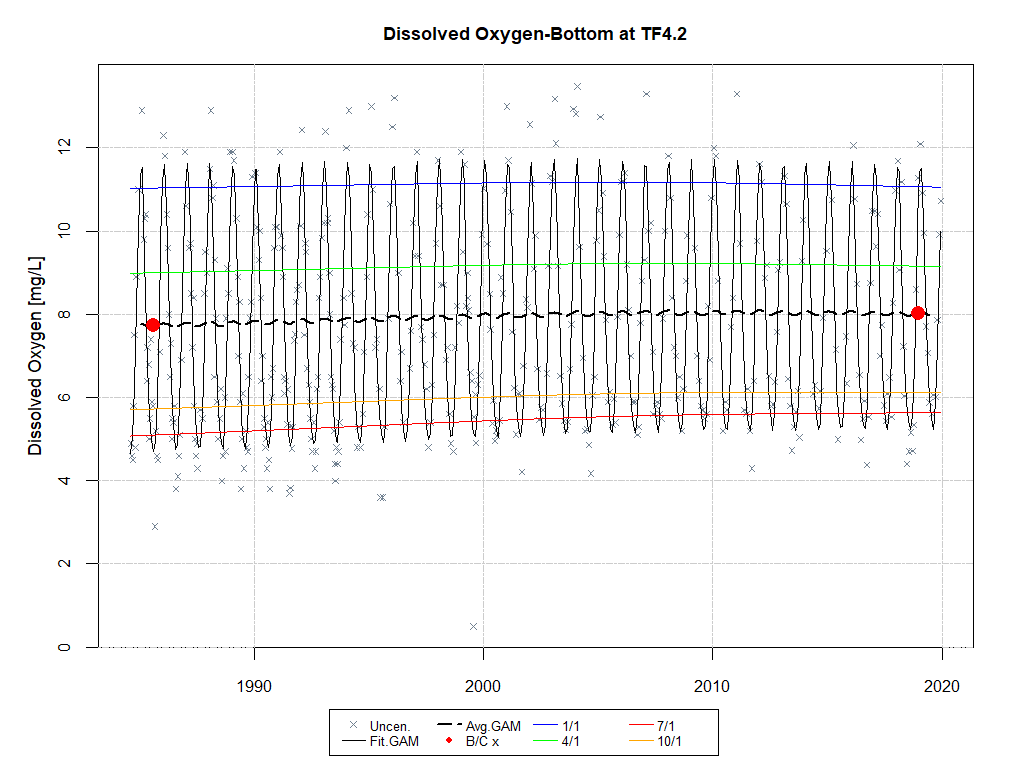 Dissolved Oxygen-Bottom at TF4.2
Dissolved Oxygen [mg/L]
12
10
8
6
4
2
0
1990 2000 2010 2020
Uncen. Avg.GAM 1/1 7/1
Fit.GAM B/C x 4/1 10/1